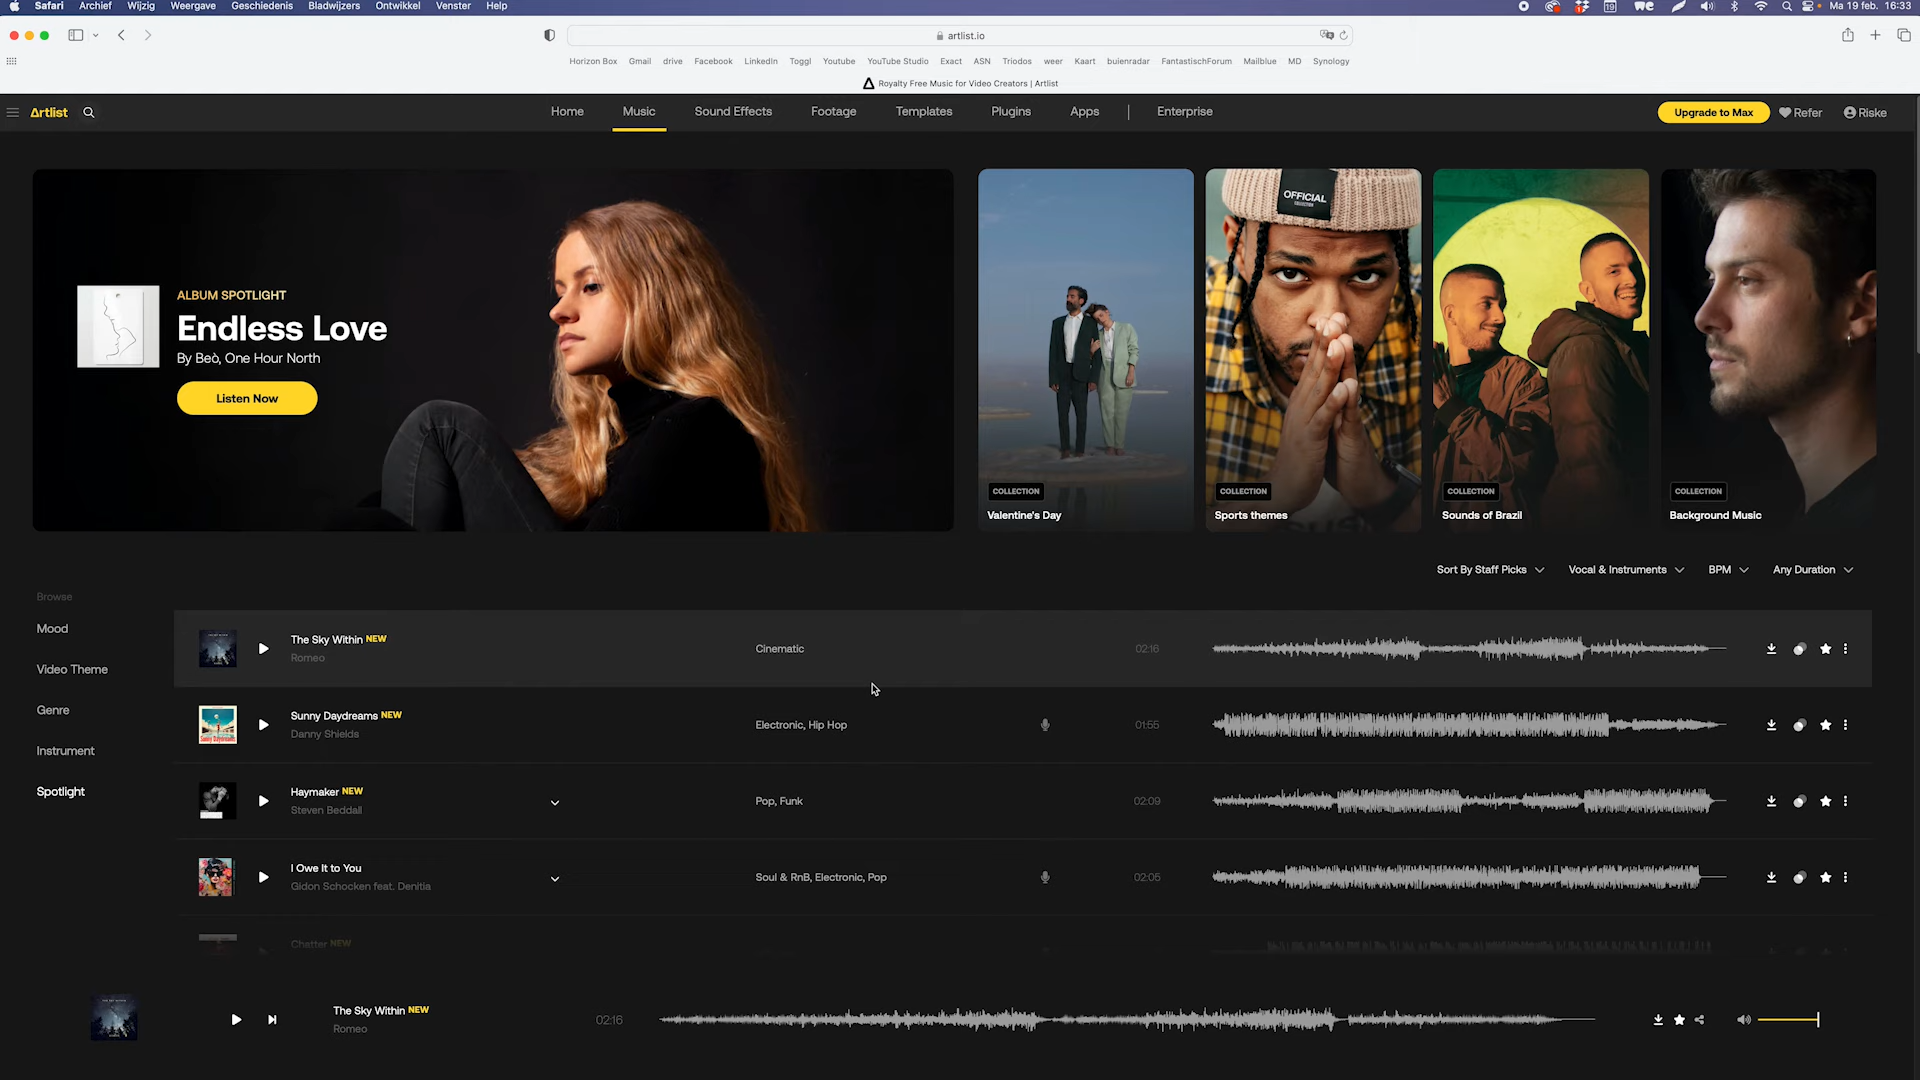 Safari Archief Wijzig Weergave Geschiedenis Bladwijzers Ontwikkel Venster Help
19 Ma 19 feb. 16:33
artlist.io
Horizon Box Gmail drive Facebook LinkedIn Toggl Youtube YouTube Studio Exact ASN Triodos weer Kaart buienradar FantastischForum Mailblue MD Synology
Royalty Free Music for Video Creators | Artlist
Artlist Home Music Sound Effects Footage Templates Plugins Apps | Enterprise Upgrade to Max Refer Riske
ALBUM SPOTLIGHT
Endless Love
By Beò, One Hour North
Listen Now
OFFICIAL
COLLECTION
Valentine's Day
COLLECTION
Sports themes
COLLECTION
Sounds of Brazil
COLLECTION
Background Music
Sort By Staff Picks Vocal & Instruments BPM Any Duration
Browse
Mood
Video Theme
Genre
Instrument
Spotlight
The Sky Within NEW
Romeo
Cinematic
02:16
Sunny Daydreams NEW
Danny Shields
Electronic, Hip Hop
01:55
Haymaker NEW
Steven Beddall
Pop, Funk
02:09
I Owe It to You
Gidon Schocken feat. Denitia
Soul & RnB, Electronic, Pop
02:05
Chatter NEW
The Sky Within NEW
Romeo
02:16